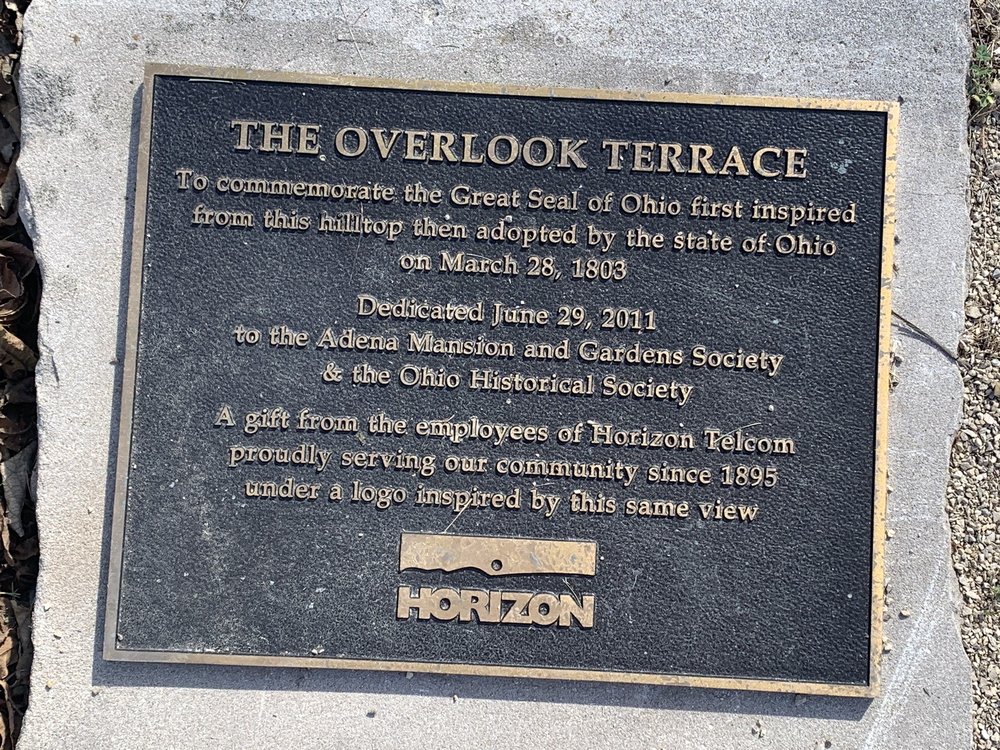 THE OVERLOOK TERRACE
To commemorate the Great Seal of Ohio first inspired
from this hilltop then adopted by the state of Ohio
on March 28, 1803
Dedicated June 29, 2011
to the Adena Mansion and Gardens Society
& the Ohio Historical Society
A gift from the employees of Horizon Telcom
proudly serving our community since 1895
under a logo inspired by this same view
HORIZON